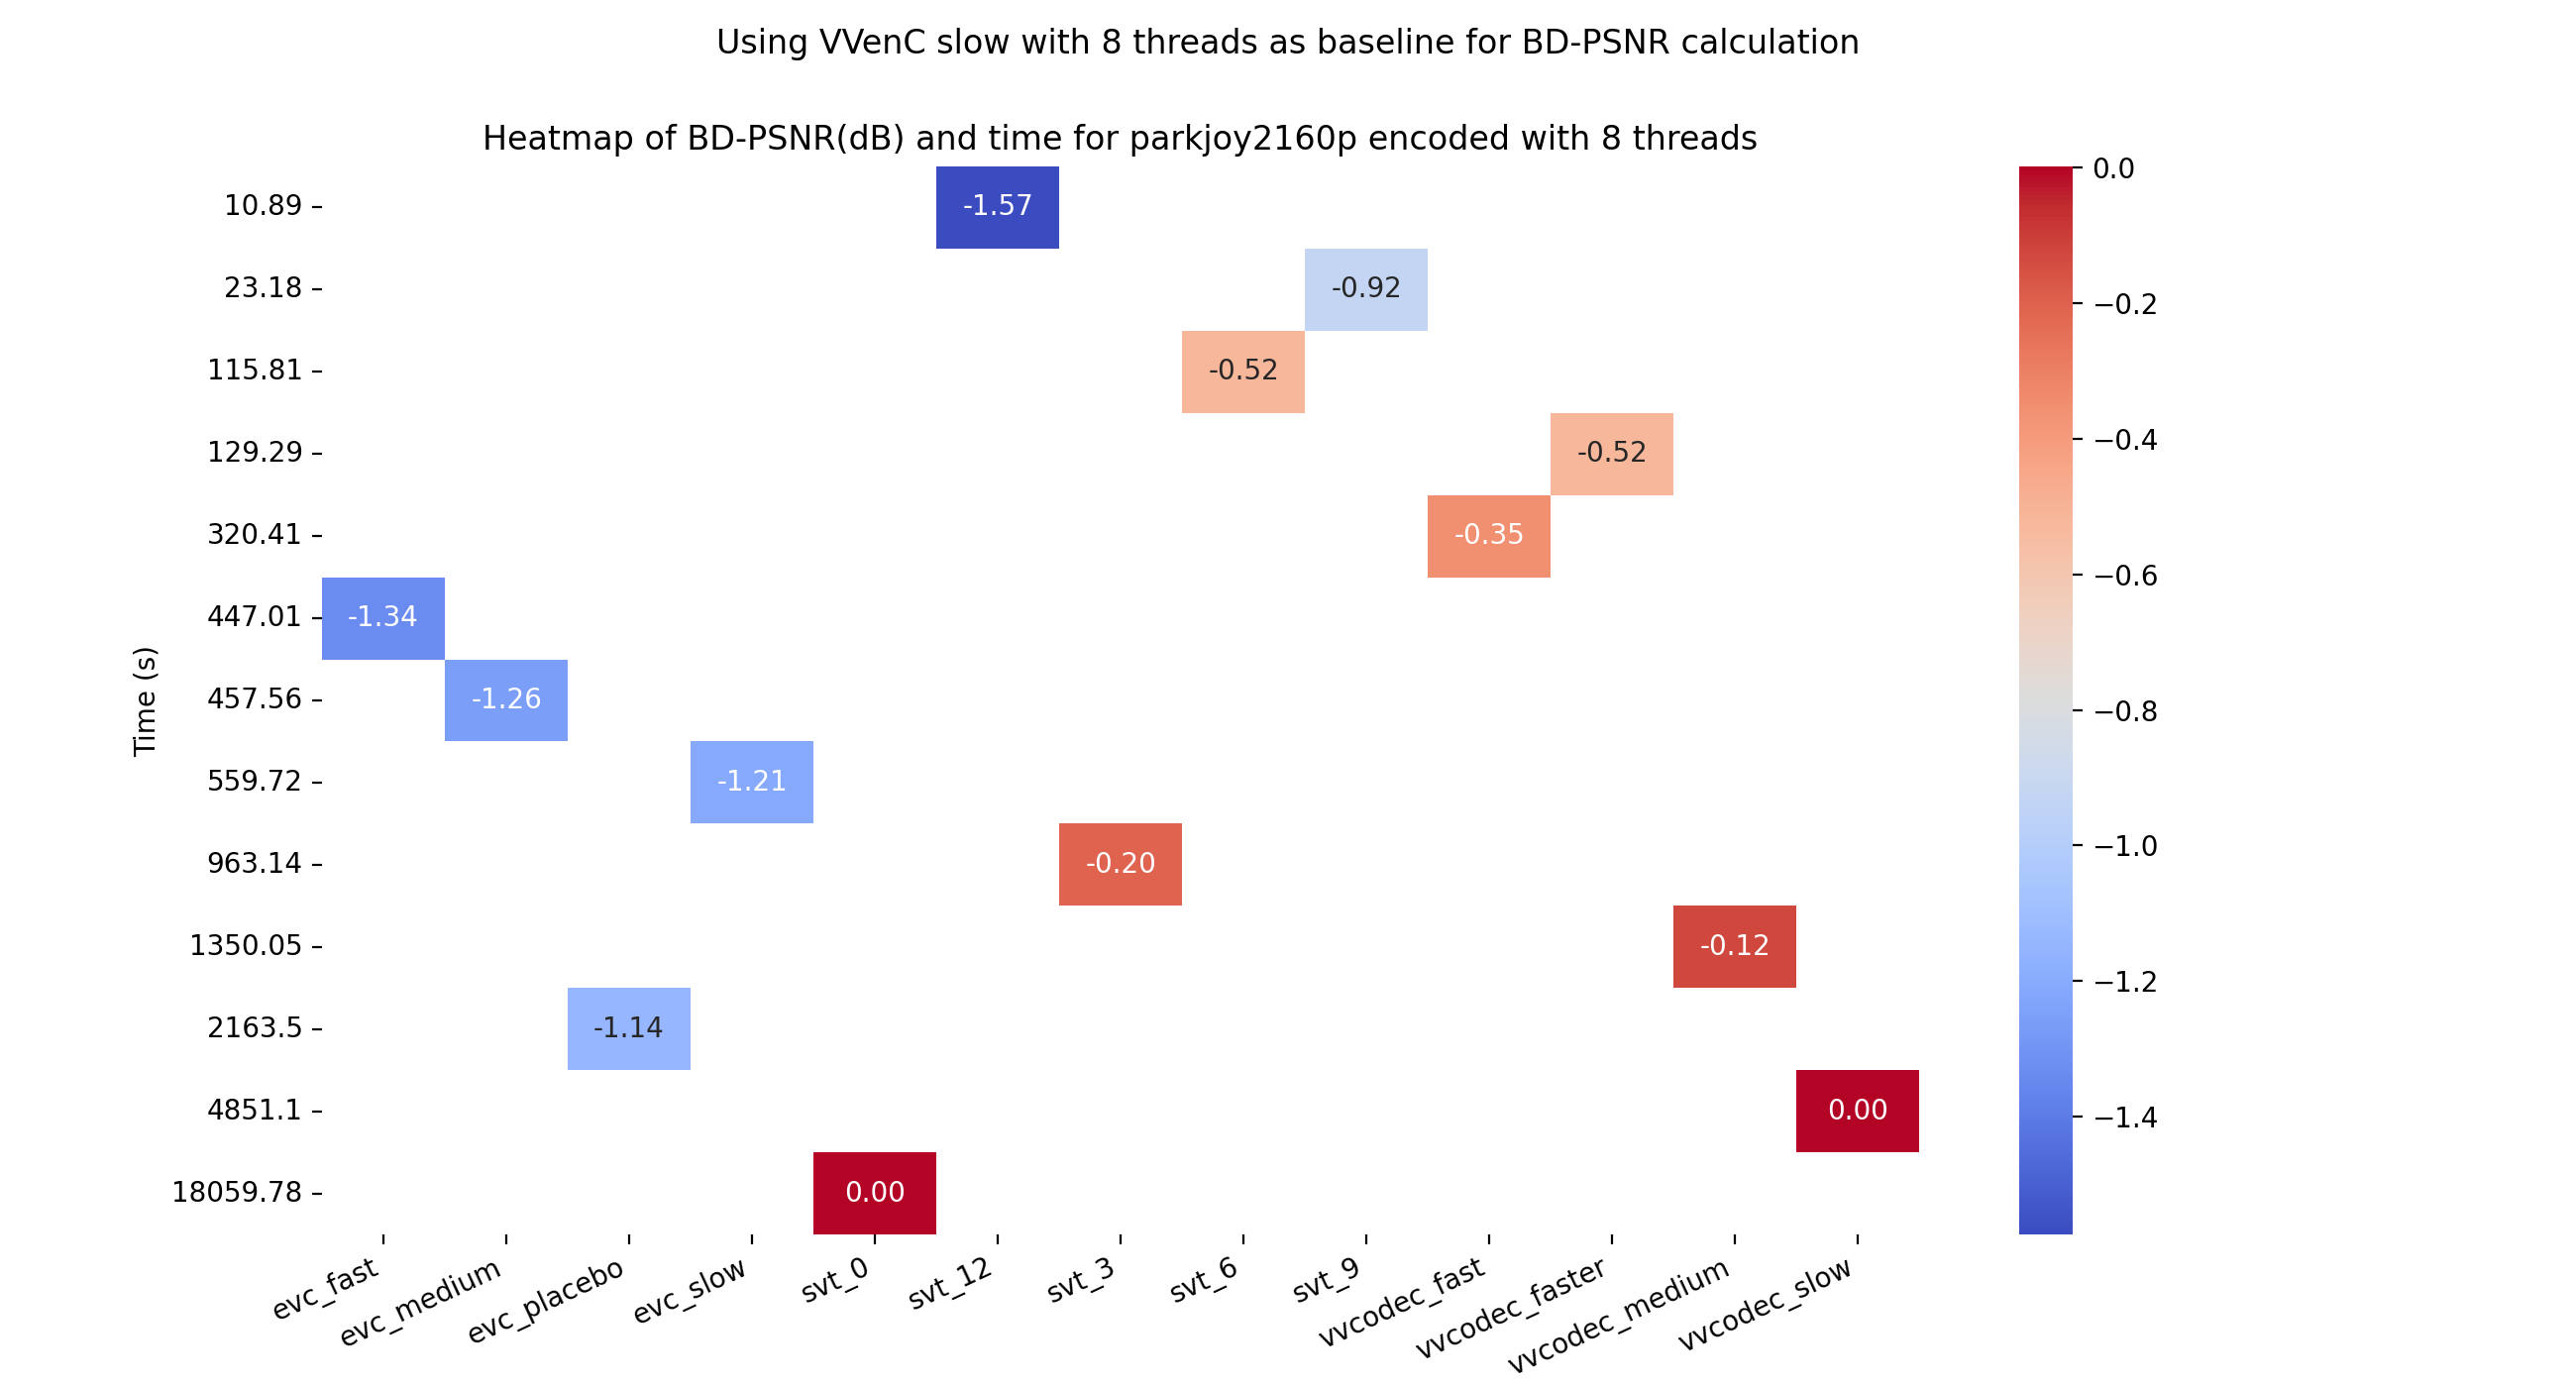 Using VVenC slow with 8 threads as baseline for BD-PSNR calculation
Heatmap of BD-PSNR(dB) and time for parkjoy2160p encoded with 8 threads
Time (s)
10.89
23.18
115.81
129.29
320.41
447.01
457.56
559.72
963.14
1350.05
2163.5
4851.1
18059.78
-1.57
-0.92
-0.52
-0.52
-0.35
-1.34
-1.26
-1.21
-0.20
-0.12
-1.14
0.00
0.00
evc_fast
evc_medium
evc_placebo
evc_slow
svt_0
svt_12
svt_3
svt_6
svt_9
vvcodec_fast
vvcodec_faster
vvcodec_medium
vvcodec_slow
0.0
−0.2
−0.4
−0.6
−0.8
−1.0
−1.2
−1.4